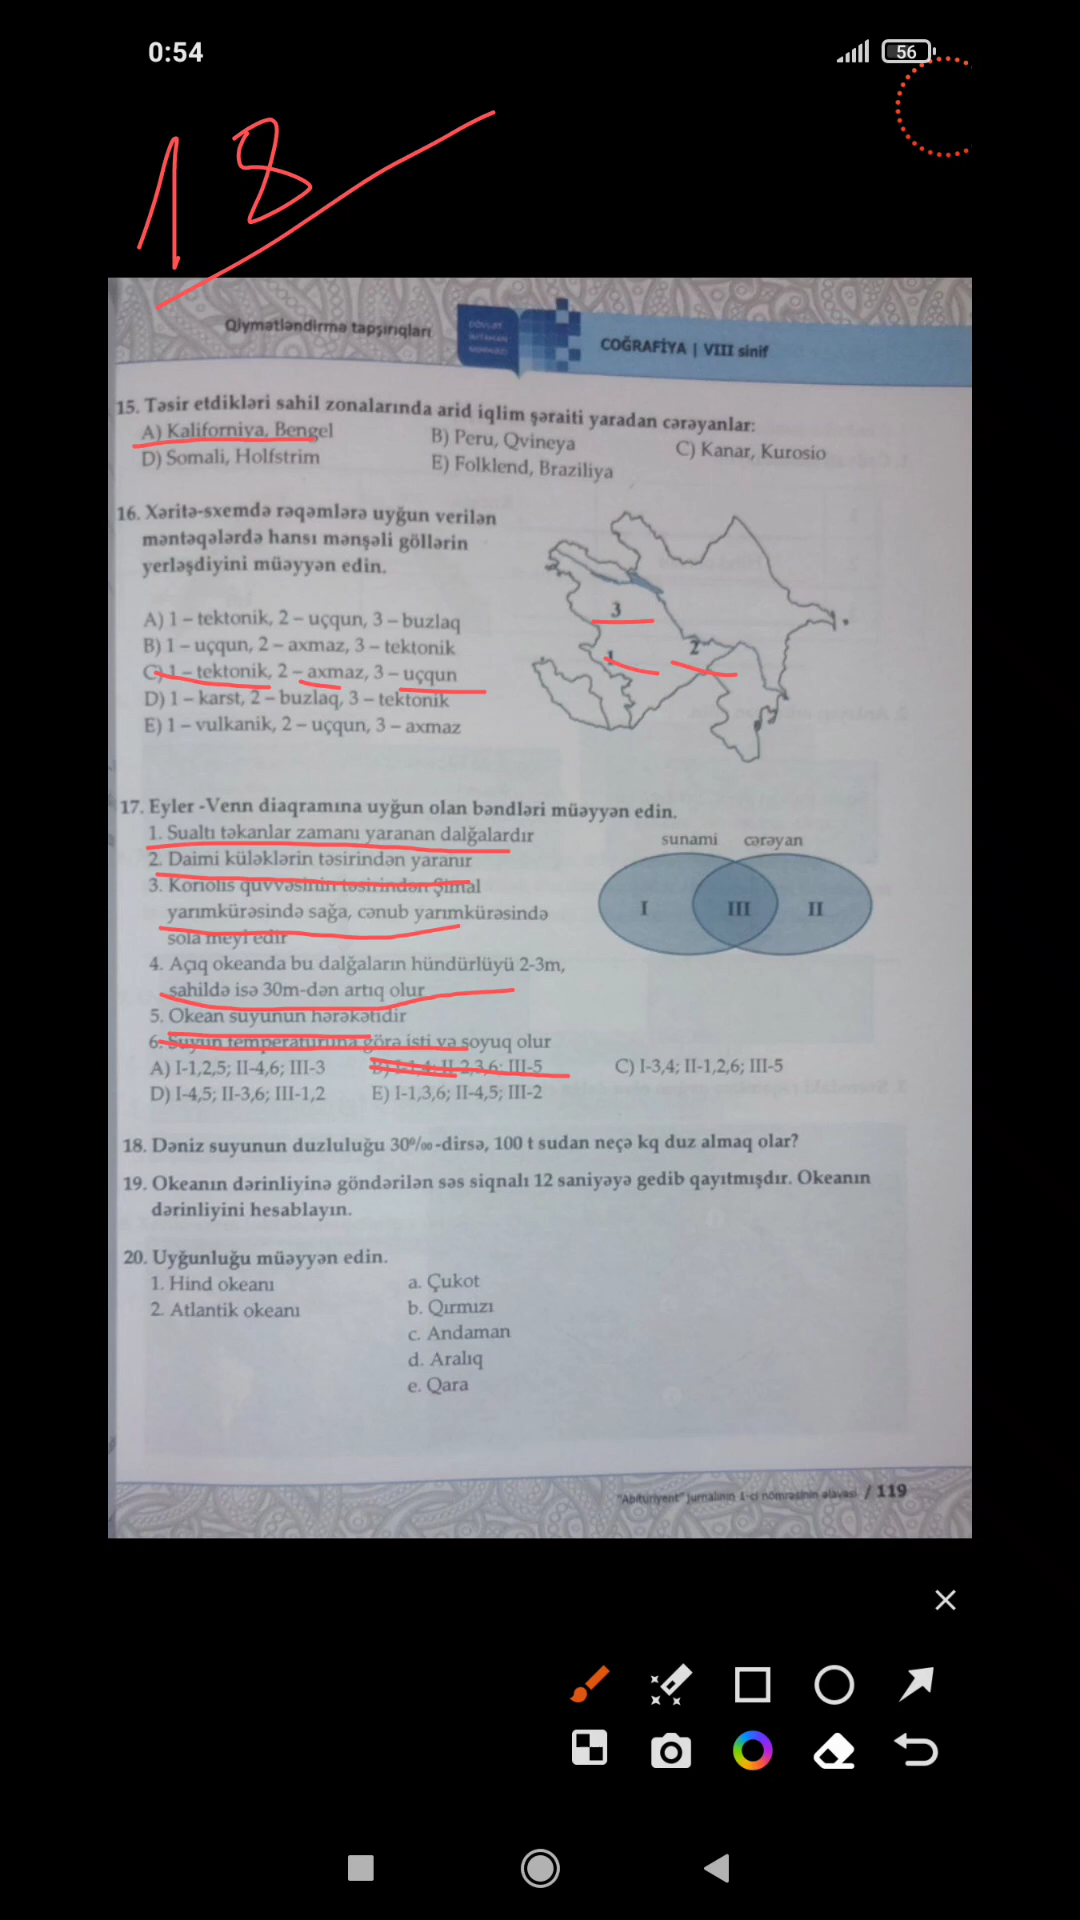 0:54
56
18
Qiymətləndirmə tapşırıqları
DÖVLƏT
İMTAHAN
MƏRKƏZİ
COĞRAFİYA | VIII sinif
15. Təsir etdikləri sahil zonalarında arid iqlim şəraiti yaradan cərəyanlar:
A) Kaliforniya, Bengel
B) Peru, Qvineya
C) Kanar, Kurosio
D) Somali, Holfstrim
E) Folklend, Braziliya
16. Xəritə-sxemdə rəqəmlərə uyğun verilən
məntəqələrdə hansı mənşəli göllərin
yerləşdiyini müəyyən edin.
A) 1 – tektonik, 2 – uçqun, 3 – buzlaq
B) 1 – uçqun, 2 – axmaz, 3 – tektonik
C) 1 – tektonik, 2 – axmaz, 3 – uçqun
D) 1 – karst, 2 – buzlaq, 3 – tektonik
E) 1 – vulkanik, 2 – uçqun, 3 – axmaz
3
1
2
17. Eyler -Venn diaqramına uyğun olan bəndləri müəyyən edin.
1. Sualtı təkanlar zamanı yaranan dalğalardır
2. Daimi küləklərin təsirindən yaranır
3. Koriolis qüvvəsinin təsirindən Şimal
yarımkürəsində sağa, cənub yarımkürəsində
sola meyl edir
4. Açıq okeanda bu dalğaların hündürlüyü 2-3m,
sahildə isə 30m-dən artıq olur
5. Okean suyunun hərəkətidir
6. Suyun temperaturuna görə isti və soyuq olur
sunami cərəyan
I III II
A) I-1,2,5; II-4,6; III-3
B) I-1,4; II-2,3,6; III-5
C) I-3,4; II-1,2,6; III-5
D) I-4,5; II-3,6; III-1,2
E) I-1,3,6; II-4,5; III-2
18. Dəniz suyunun duzluluğu 30‰-dirsə, 100 t sudan neçə kq duz almaq olar?
19. Okeanın dərinliyinə göndərilən səs siqnalı 12 saniyəyə gedib qayıtmışdır. Okeanın
dərinliyini hesablayın.
20. Uyğunluğu müəyyən edin.
1. Hind okeanı
2. Atlantik okeanı
a. Çukot
b. Qırmızı
c. Andaman
d. Aralıq
e. Qara
"Abituriyent" jurnalının 1-ci nömrəsinin əlavəsi / 119